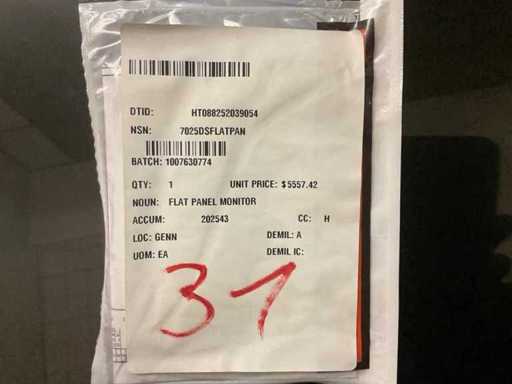 DTID: HT088252039054
NSN: 7025DSFLATPAN
BATCH: 1007630774
QTY: 1 UNIT PRICE: $5557.42
NOUN: FLAT PANEL MONITOR
ACCUM: 202543 CC: H
LOC: GENN DEMIL: A
UOM: EA DEMIL IC:
31